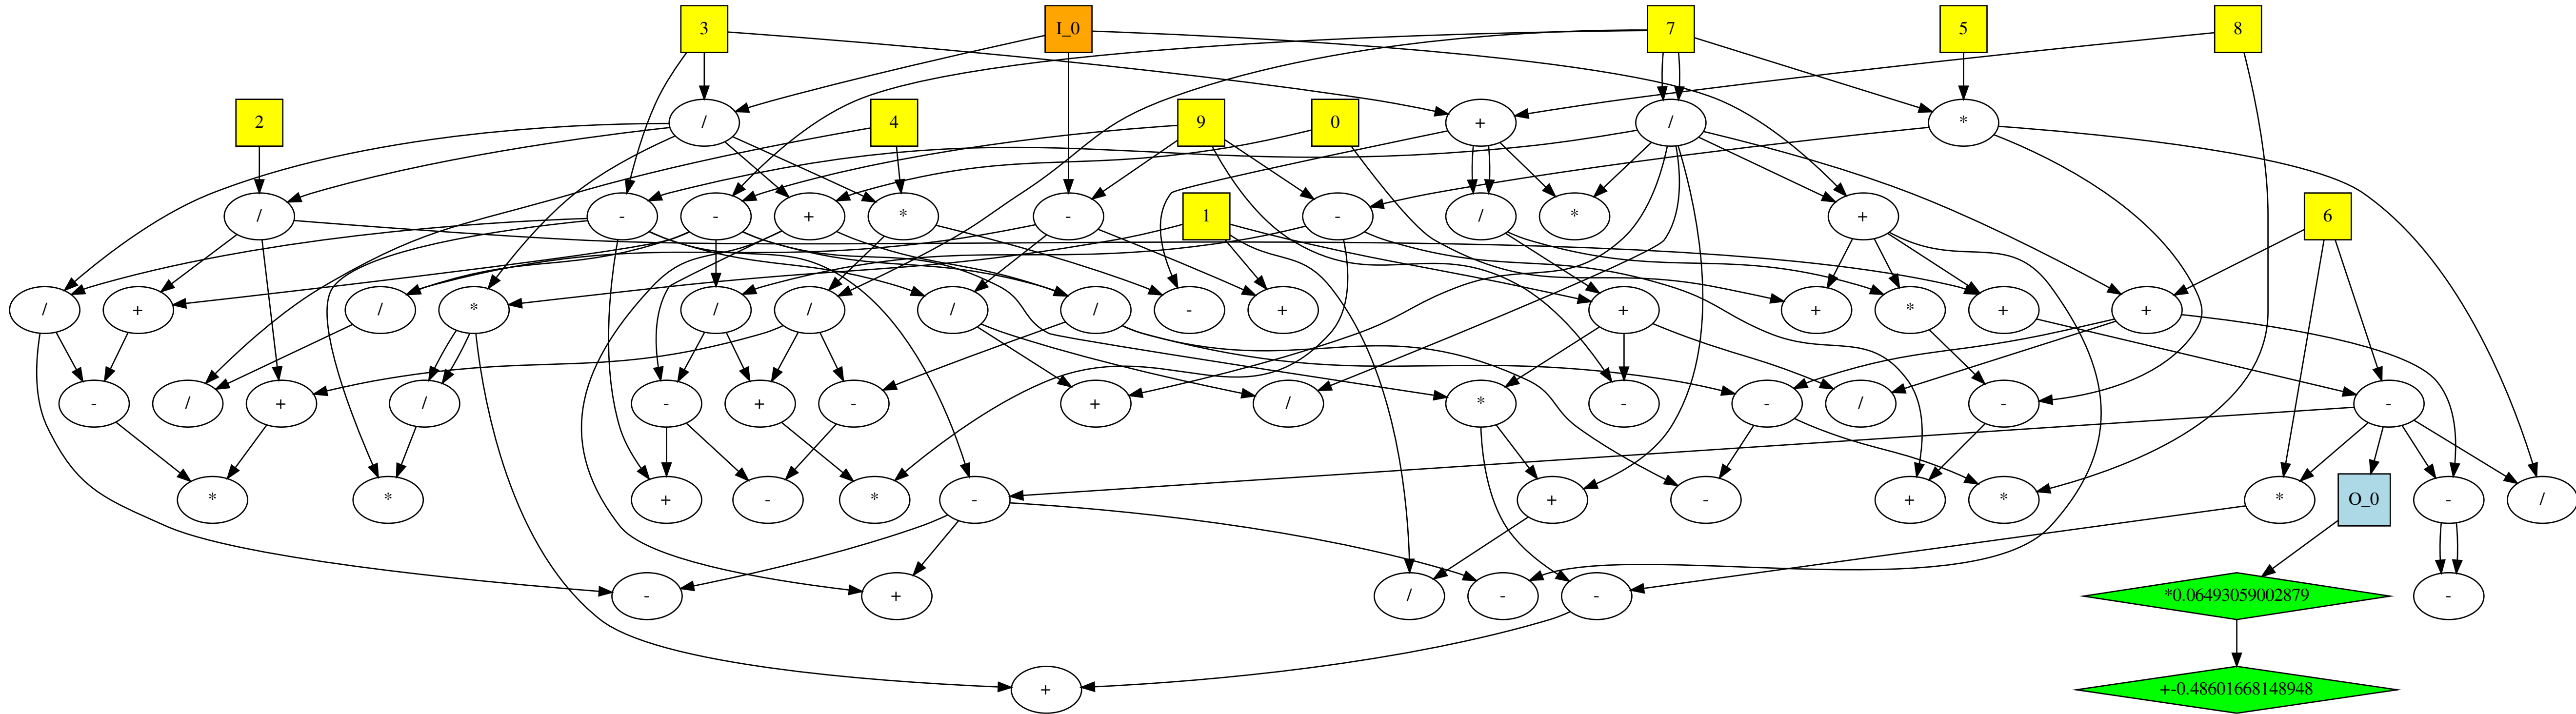 3 I_0 7 5 8
2 / 4 9 0 + / *
/ - - + * - 1 - / * + 6
/ + / * / / / / - + + + * + +
- / + / - + - + / * - - / - -
* * + - * - + - + * * O_0 - /
- + / - - *0.06493059002879 -
+ +-0.48601668148948